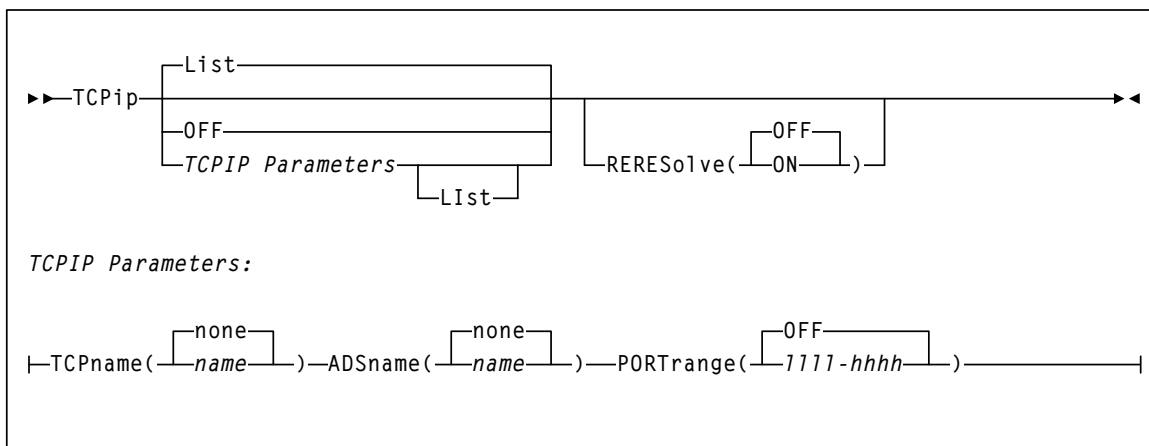 List
TCPip
OFF
OFF
TCPIP Parameters
RERESolve( ON )
LIst
TCPIP Parameters:
none none OFF
TCPname( name ) ADSname( name ) PORTrange( llll-hhhh )